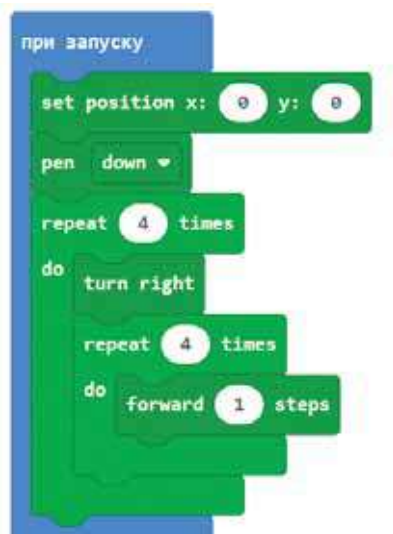 при запуску
set position x: 0 y: 0
pen down
repeat 4 times
do
turn right
repeat 4 times
do
forward 1 steps